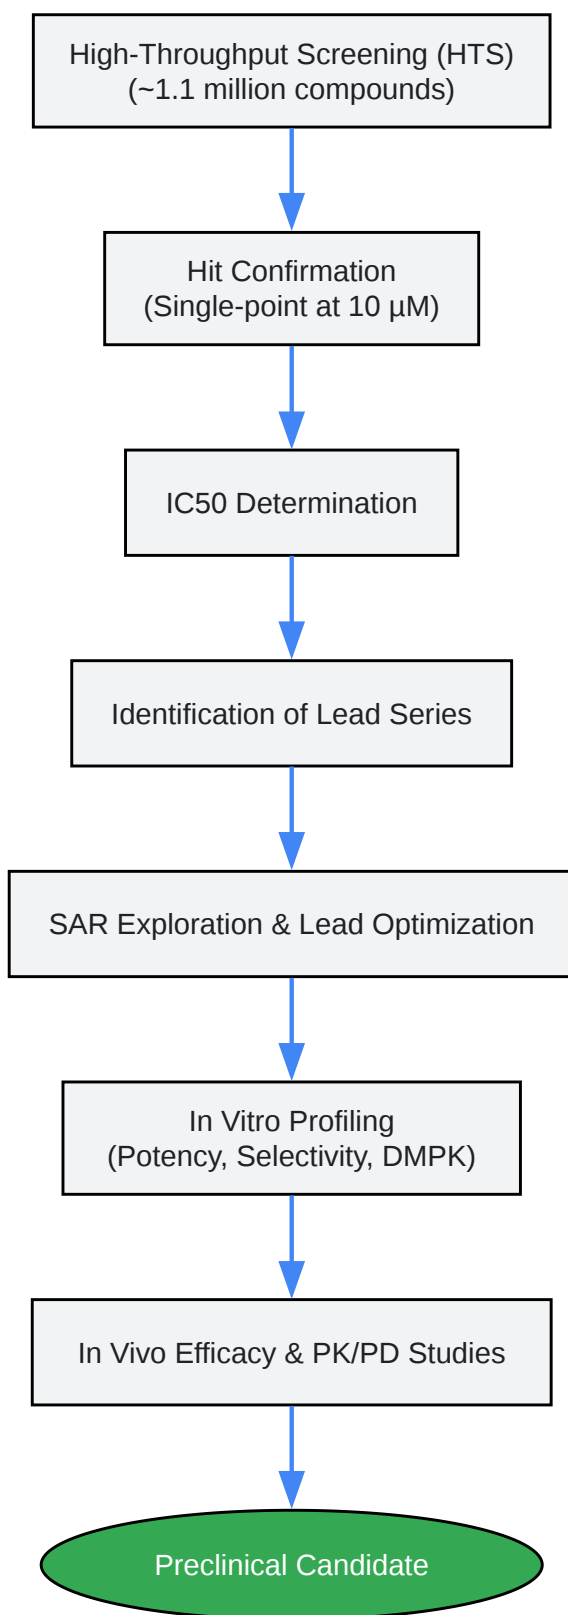 High-Throughput Screening (HTS)
(~1.1 million compounds)
Hit Confirmation
(Single-point at 10 µM)
IC50 Determination
Identification of Lead Series
SAR Exploration & Lead Optimization
In Vitro Profiling
(Potency, Selectivity, DMPK)
In Vivo Efficacy & PK/PD Studies
Preclinical Candidate